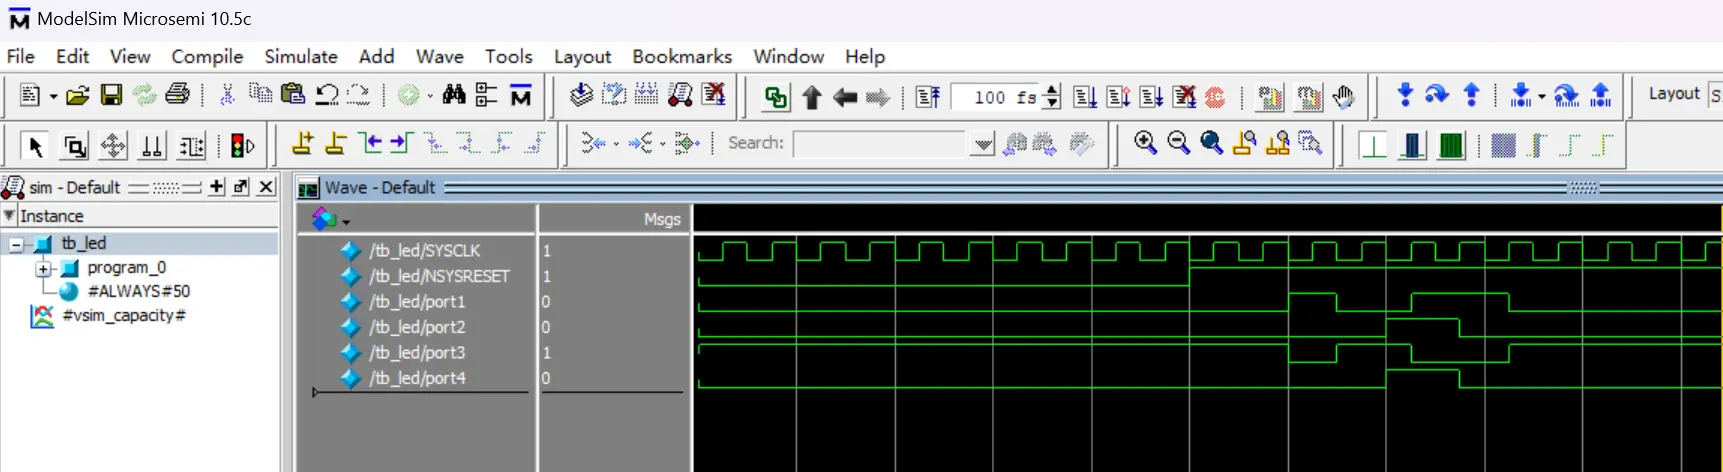 ModelSim Microsemi 10.5c
File Edit View Compile Simulate Add Wave Tools Layout Bookmarks Window Help
100 fs Layout
Search:
sim - Default
Wave - Default
Instance
Msgs
tb_led
program_0
#ALWAYS#50
#vsim_capacity#
/tb_led/SYSCLK 1
/tb_led/NSYSRESET 1
/tb_led/port1 0
/tb_led/port2 0
/tb_led/port3 1
/tb_led/port4 0